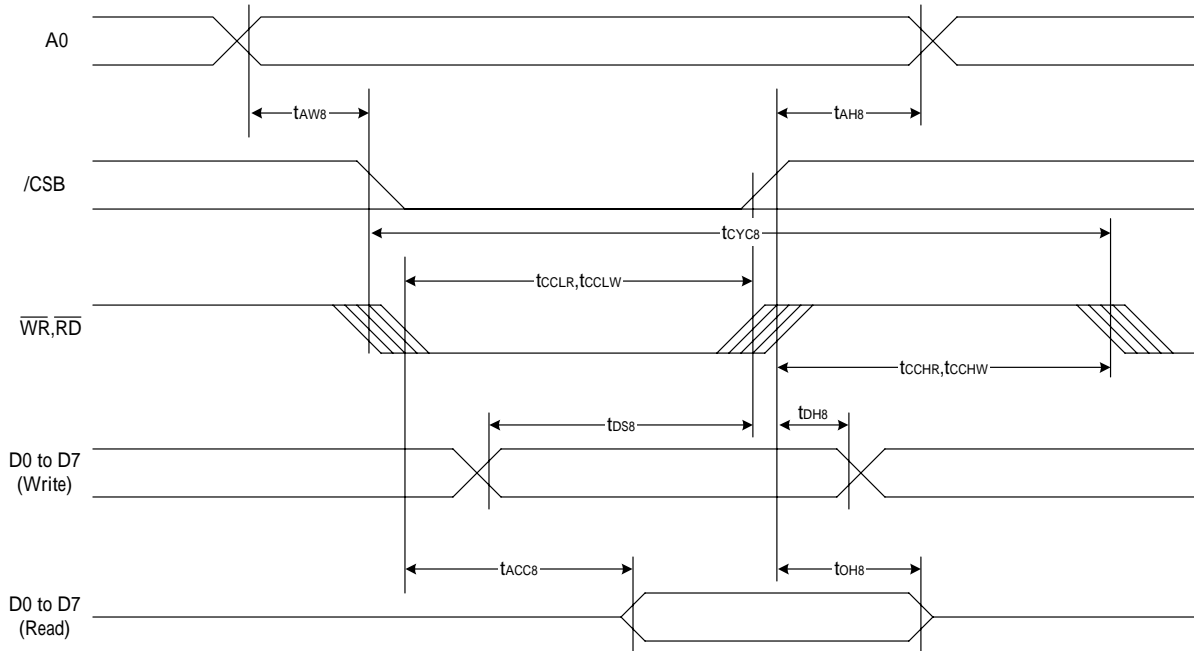 A0
tAW8
tAH8
/CSB
tCYC8
tCCLR,tCCLW
WR,RD
tCCHR,tCCHW
tDS8
tDH8
D0 to D7
(Write)
tACC8
tOH8
D0 to D7
(Read)